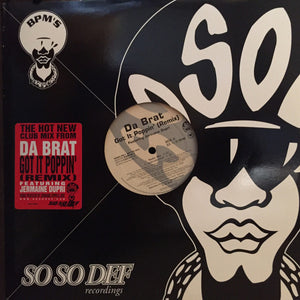 BPM'S
SO
THE HOT NEW
CLUB MIX FROM
DA BRAT
GOT IT POPPIN'
(REMIX)
FEATURING
JERMAINE DUPRI
Da Brat
Got It Poppin' (Remix)
SO SO DEF
recordings